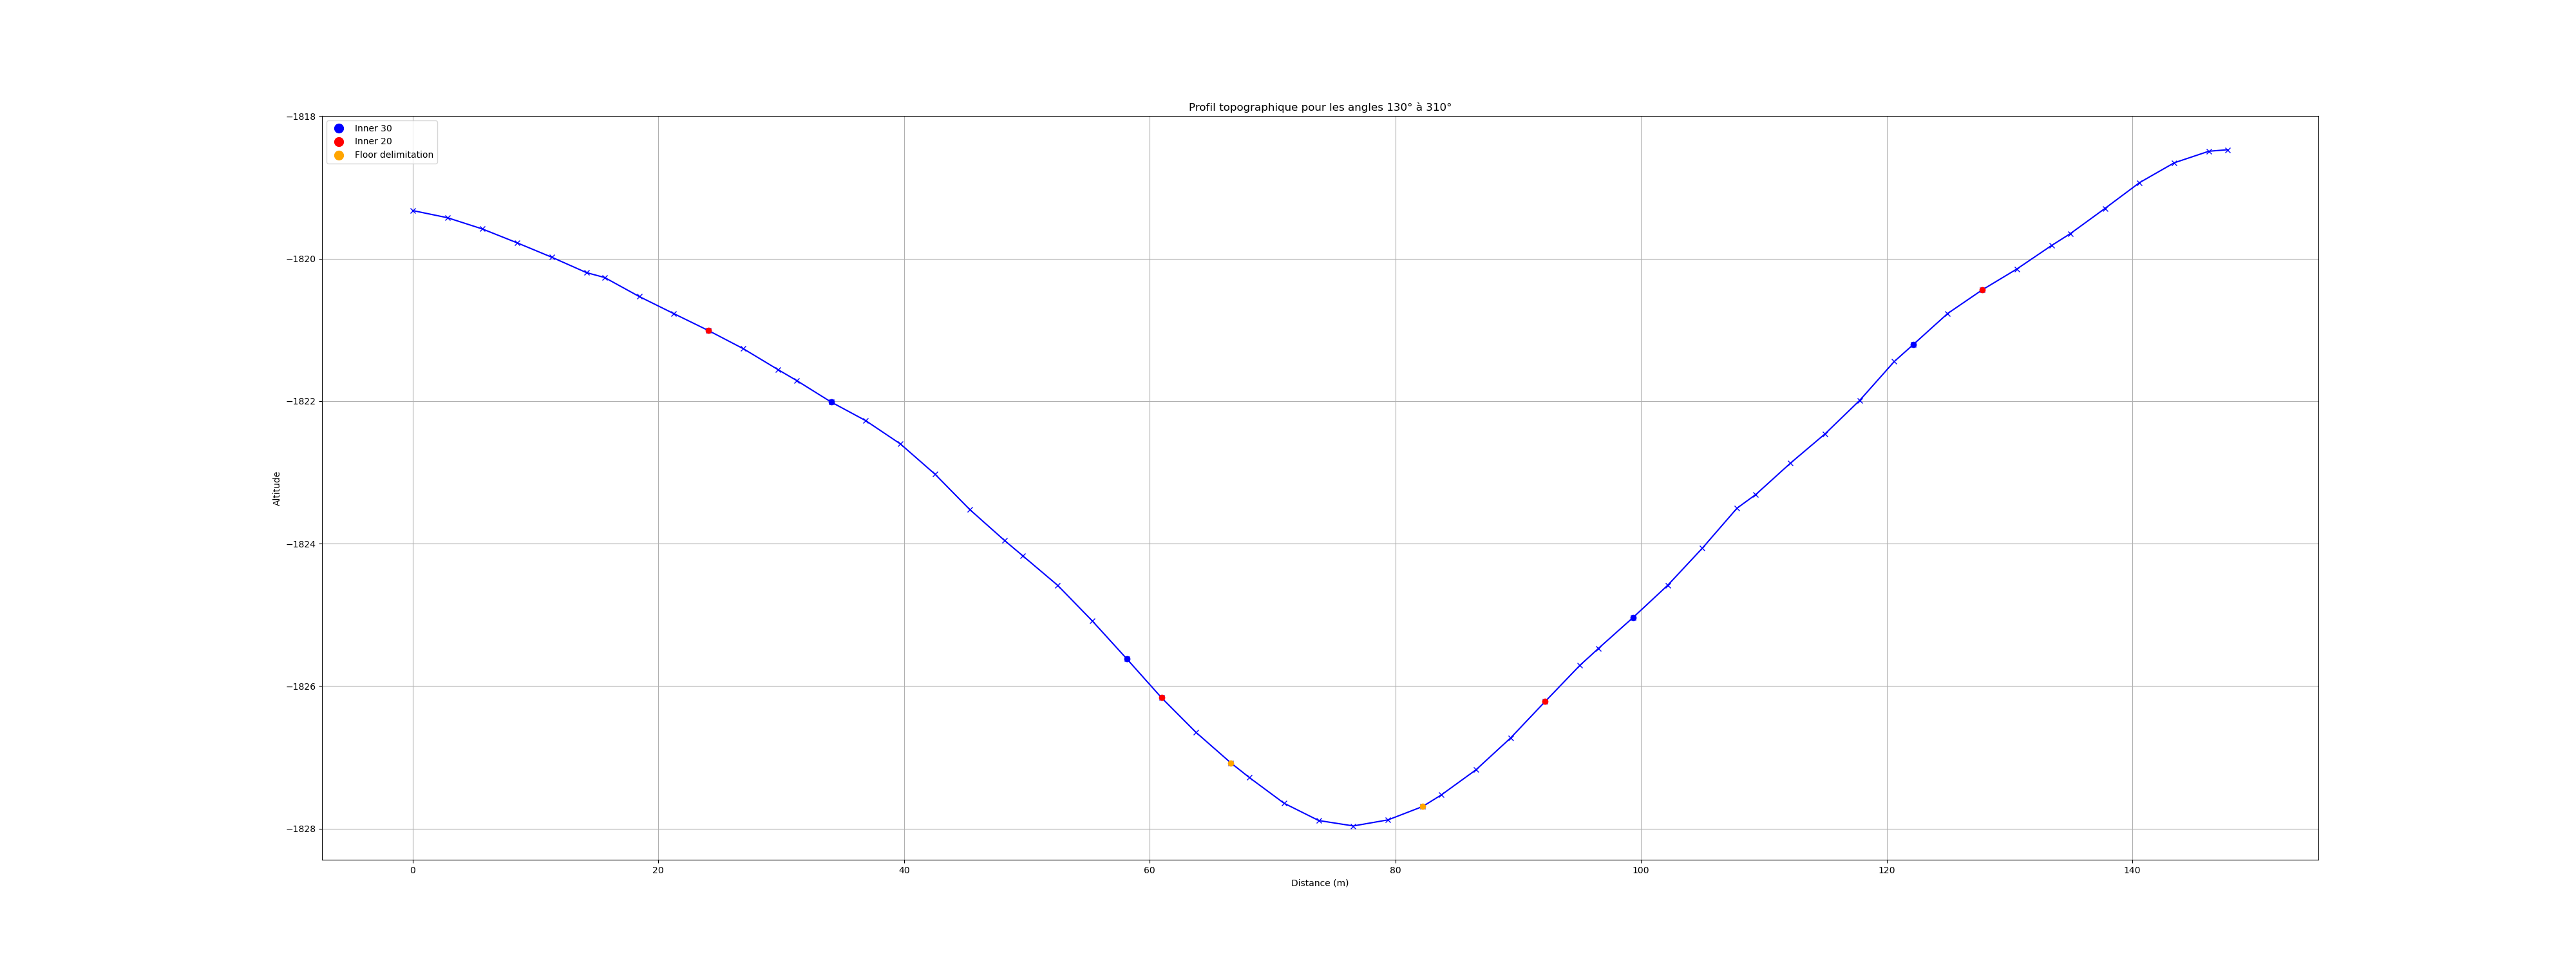 Profil topographique pour les angles 130° à 310°
Inner 30
Inner 20
Floor delimitation
Altitude
−1818
−1820
−1822
−1824
−1826
−1828
0 20 40 60 80 100 120 140
Distance (m)